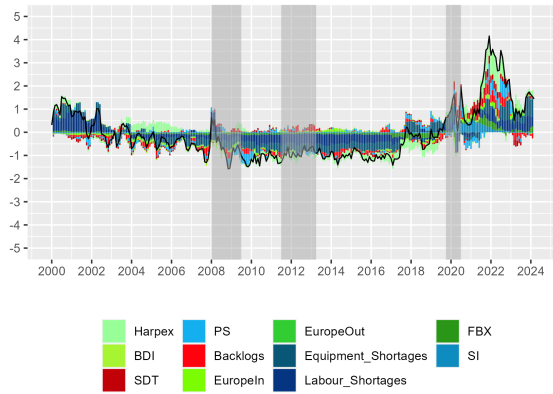 5
4
3
2
1
0
-1
-2
-3
-4
-5
2000 2002 2004 2006 2008 2010 2012 2014 2016 2018 2020 2022 2024
Harpex PS EuropeOut FBX
BDI Backlogs Equipment_Shortages SI
SDT EuropeIn Labour_Shortages